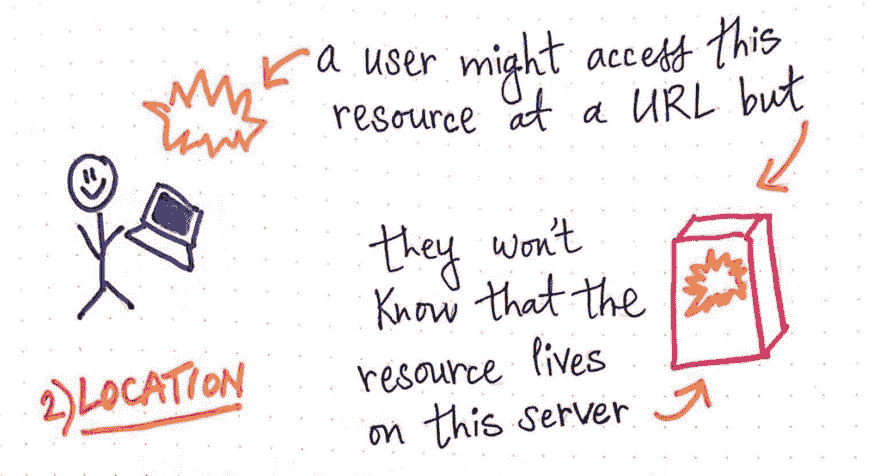 a user might access this
resource at a URL but
they won't
know that the
resource lives
on this server
2) LOCATION